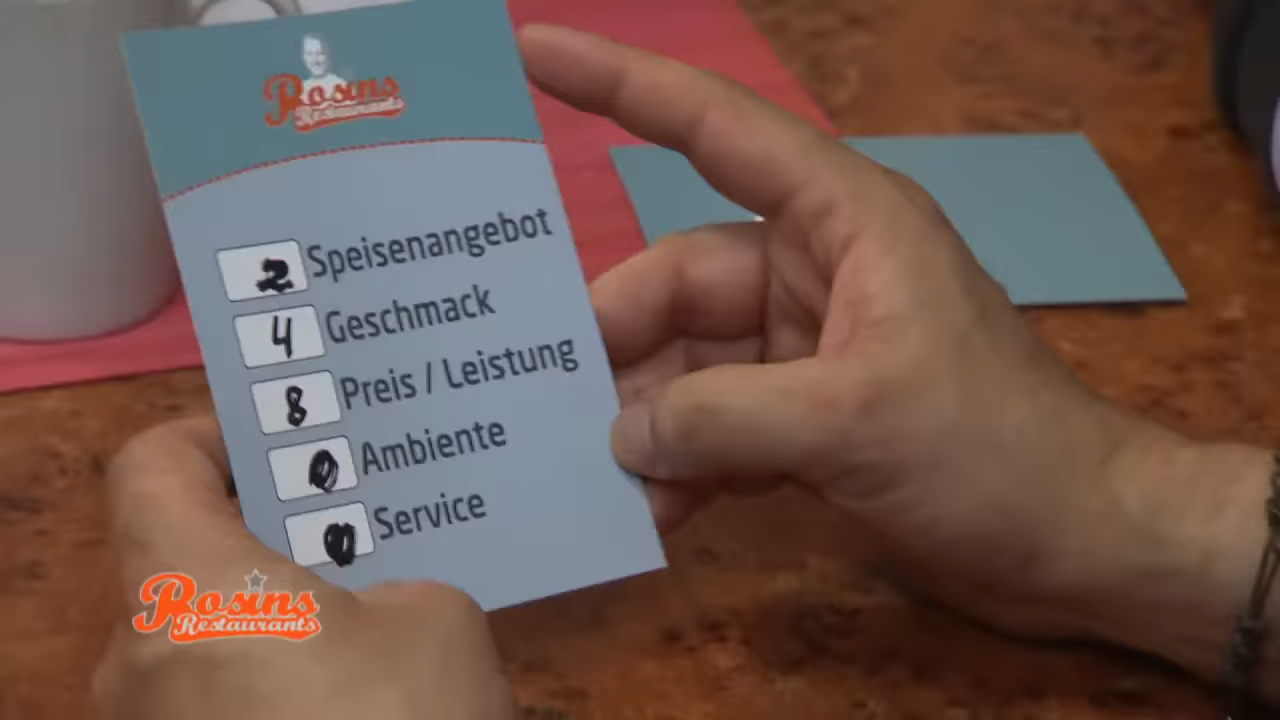 Rosins
Restaurants
2 Speisenangebot
4 Geschmack
8 Preis / Leistung
0 Ambiente
0 Service
Rosins
Restaurants